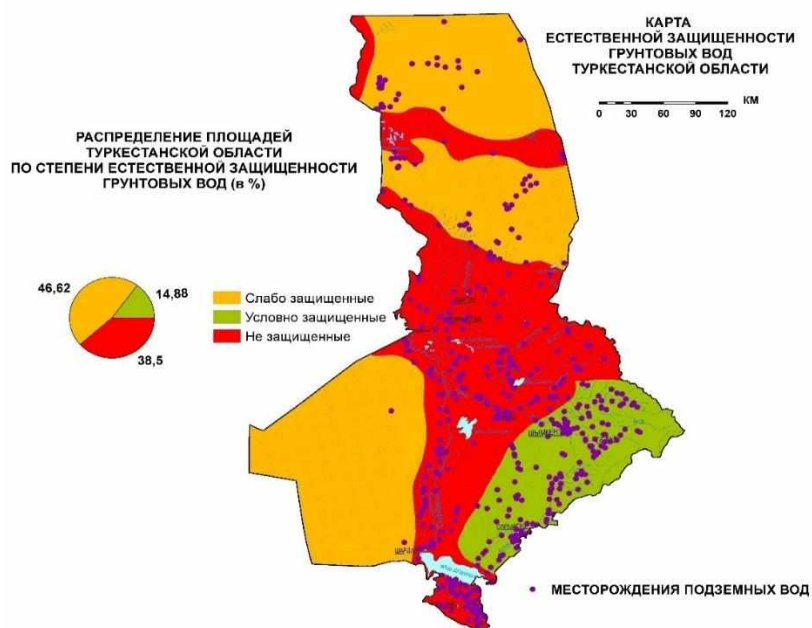 КАРТА
ЕСТЕСТВЕННОЙ ЗАЩИЩЕННОСТИ
ГРУНТОВЫХ ВОД
ТУРКЕСТАНСКОЙ ОБЛАСТИ
КМ
0 30 60 90 120
РАСПРЕДЕЛЕНИЕ ПЛОЩАДЕЙ
ТУРКЕСТАНСКОЙ ОБЛАСТИ
ПО СТЕПЕНИ ЕСТЕСТВЕННОЙ ЗАЩИЩЕННОСТИ
ГРУНТОВЫХ ВОД (в %)
46,62
14,88
38,5
Слабо защищенные
Условно защищенные
Не защищенные
МЕСТОРОЖДЕНИЯ ПОДЗЕМНЫХ ВОД